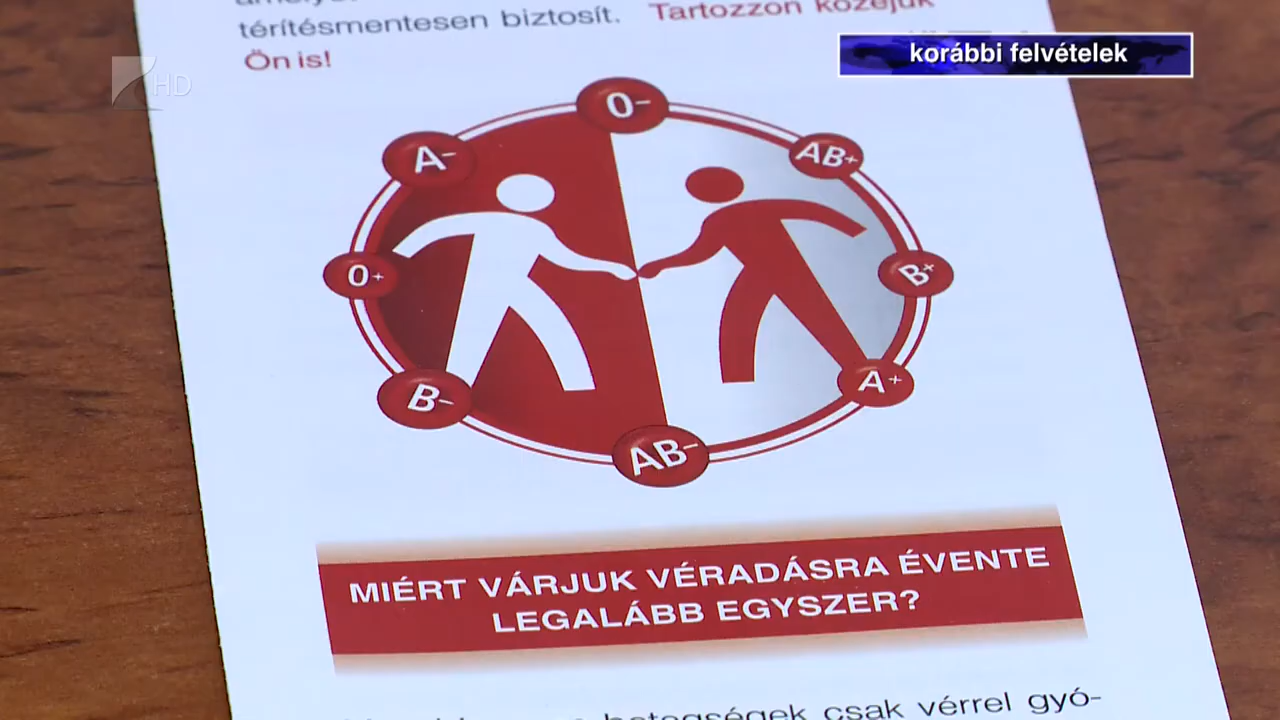 térítésmentesen biztosít. Tartozzon közéjük
Ön is!
korábbi felvételek
HD
0-
A-
AB+
0+
B+
B-
A+
AB-
MIÉRT VÁRJUK VÉRADÁSRA ÉVENTE
LEGALÁBB EGYSZER?
betegségek csak vérrel gyó-